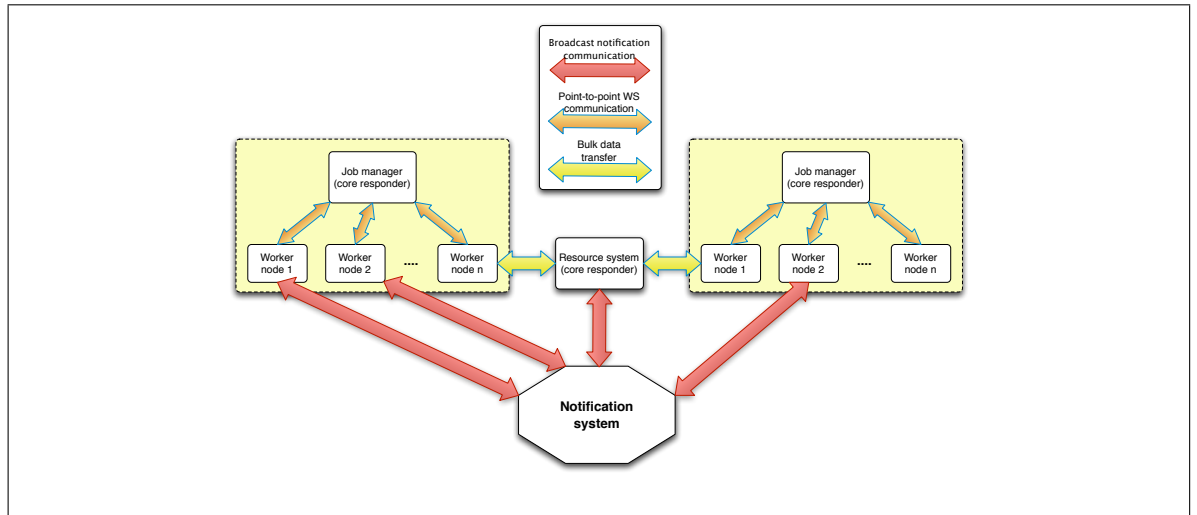 Broadcast notification
communication
Point-to-point WS
communication
Bulk data
transfer
Job manager
(core responder)
Worker
node 1
Worker
node 2
....
Worker
node n
Resource system
(core responder)
Job manager
(core responder)
Worker
node 1
Worker
node 2
....
Worker
node n
Notification
system